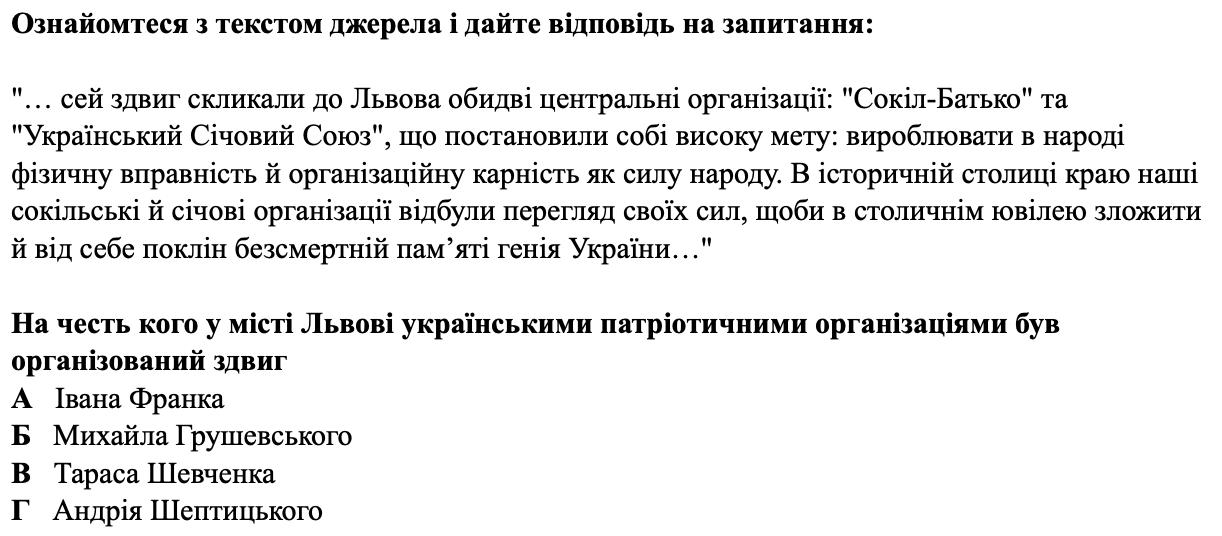 Ознайомтеся з текстом джерела і дайте відповідь на запитання:
"… сей здвиг скликали до Львова обидві центральні організації: "Сокіл-Батько" та
"Український Січовий Союз", що постановили собі високу мету: вироблювати в народі
фізичну вправність й організаційну карність як силу народу. В історичній столиці краю наші
сокільські й січові організації відбули перегляд своїх сил, щоби в столичнім ювілею зложити
й від себе поклін безсмертній пам’яті генія України…"
На честь кого у місті Львові українськими патріотичними організаціями був
організований здвиг
А Івана Франка
Б Михайла Грушевського
В Тараса Шевченка
Г Андрія Шептицького